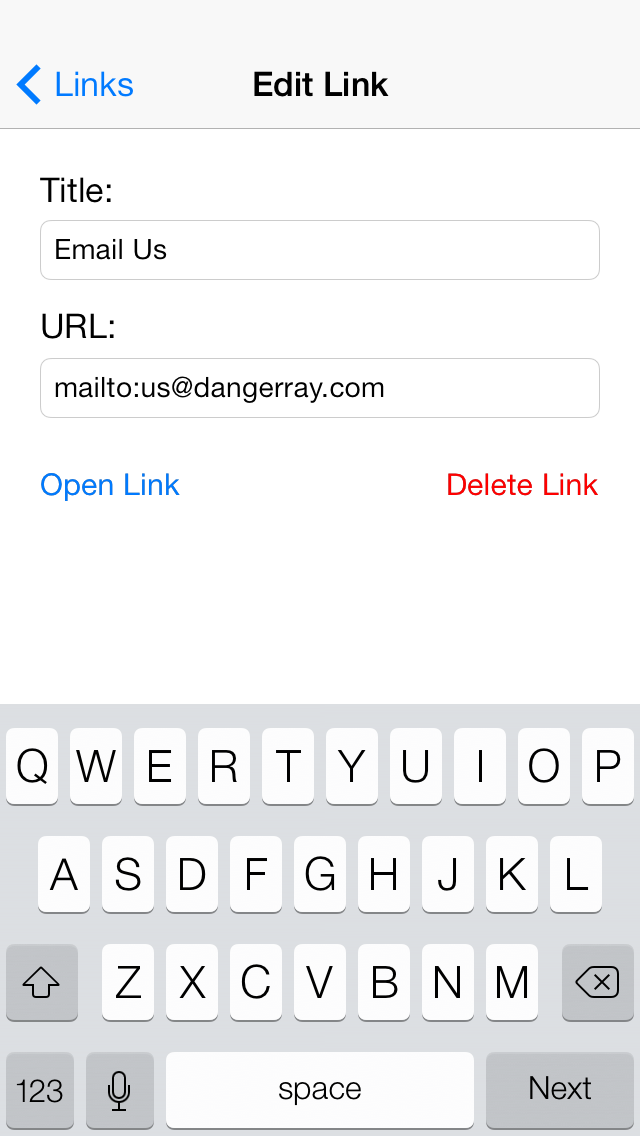 Links Edit Link
Title:
Email Us
URL:
mailto:us@dangerray.com
Open Link Delete Link
Q W E R T Y U I O P
A S D F G H J K L
Z X C V B N M
123 space Next